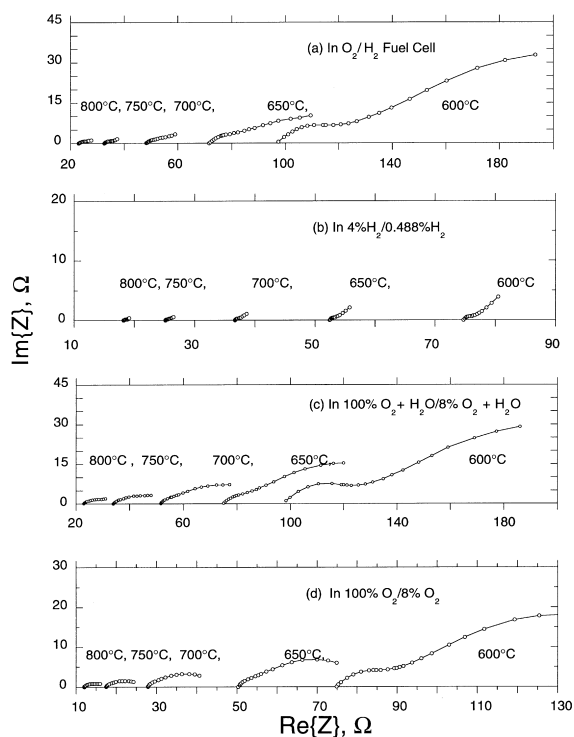 45
(a) In O2/H2 Fuel Cell
30
800°C, 750°C, 700°C, 650°C, 600°C
15
0
20 60 100 140 180
20
(b) In 4%H2/0.488%H2
10
800°C, 750°C, 700°C, 650°C, 600°C
0
10 30 50 70 90
Im{Z}, Ω
45
(c) In 100% O2 + H2O/8% O2 + H2O
30
800°C , 750°C, 700°C, 650°C, 600°C
15
0
20 60 100 140 180
30
(d) In 100% O2/8% O2
20
800°C, 750°C, 700°C, 650°C, 600°C
10
0
10 30 50 70 90 110 130
Re{Z}, Ω